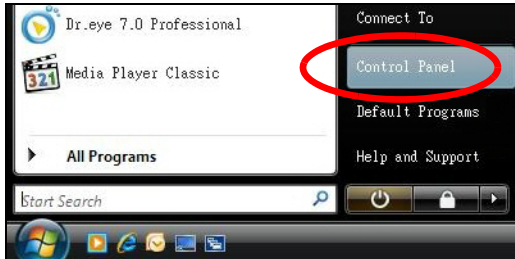 Dr.eye 7.0 Professional
321
Media Player Classic
All Programs
Start Search
Connect To
Control Panel
Default Programs
Help and Support